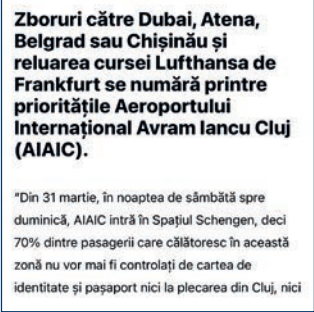 Zboruri către Dubai, Atena,
Belgrad sau Chișinău și
reluarea cursei Lufthansa de
Frankfurt se numără printre
prioritățile Aeroportului
Internațional Avram Iancu Cluj
(AIAIC).
"Din 31 martie, în noaptea de sâmbătă spre
duminică, AIAIC intră în Spațiul Schengen, deci
70% dintre pasagerii care călătoresc în această
zonă nu vor mai fi controlați de cartea de
identitate și pașaport nici la plecarea din Cluj, nici